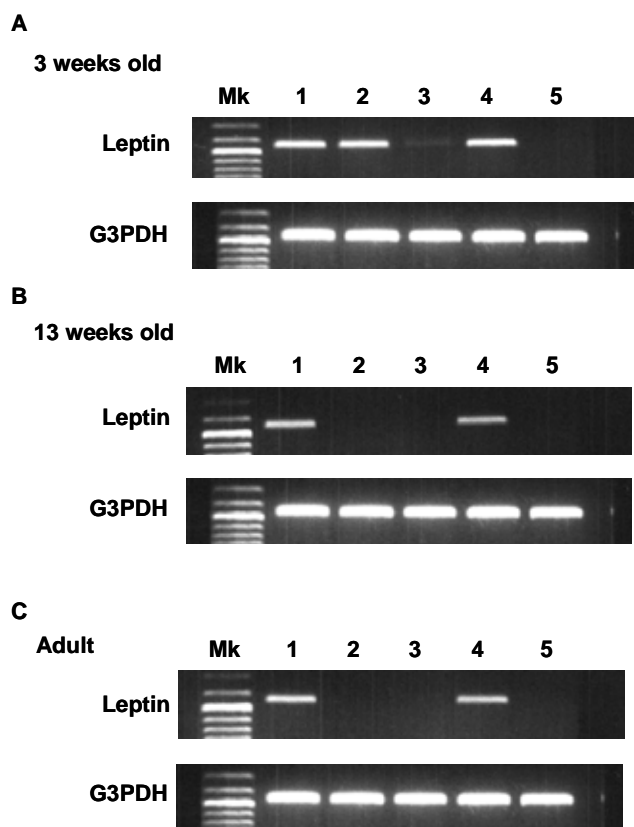 A
3 weeks old
Mk 1 2 3 4 5
Leptin
G3PDH
B
13 weeks old
Mk 1 2 3 4 5
Leptin
G3PDH
C
Adult Mk 1 2 3 4 5
Leptin
G3PDH